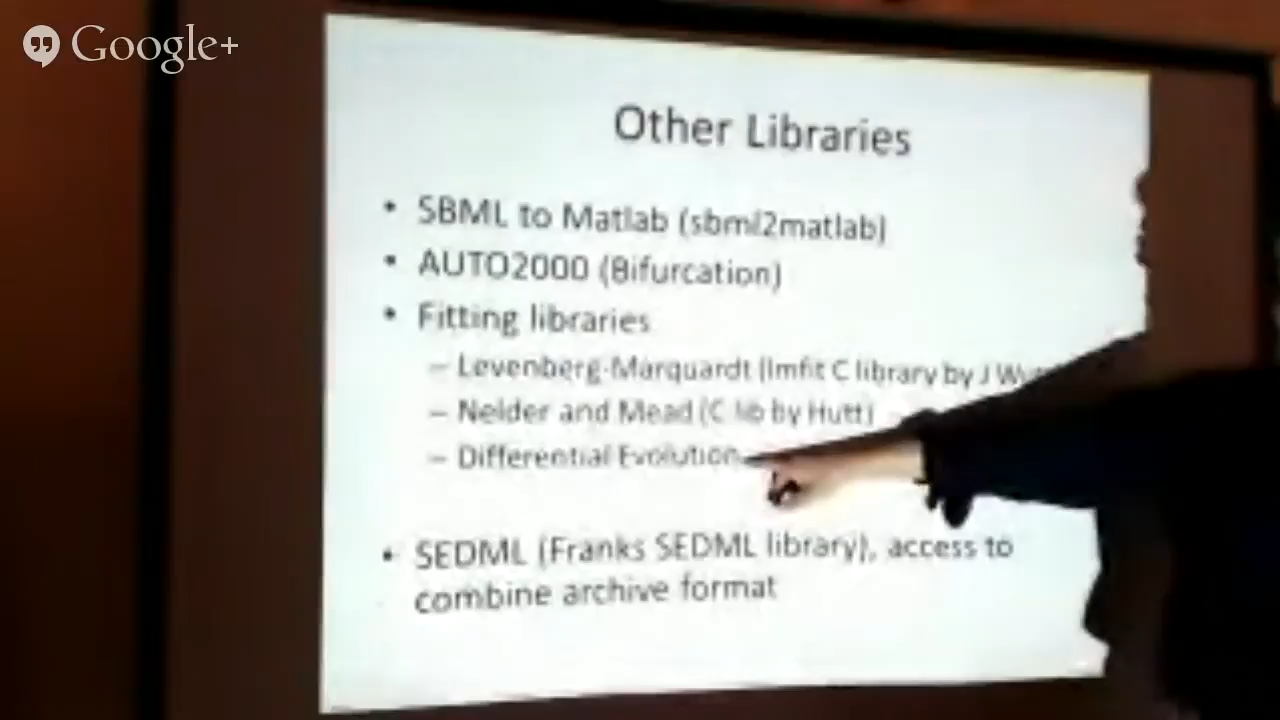 Google+
Other Libraries
• SBML to Matlab (sbml2matlab)
• AUTO2000 (Bifurcation)
• Fitting libraries
– Levenberg-Marquardt (lmfit C library by J
– Nelder and Mead (C lib by Hutt)
– Differential Evolution
• SEDML (Franks SEDML library), access to
combine archive format